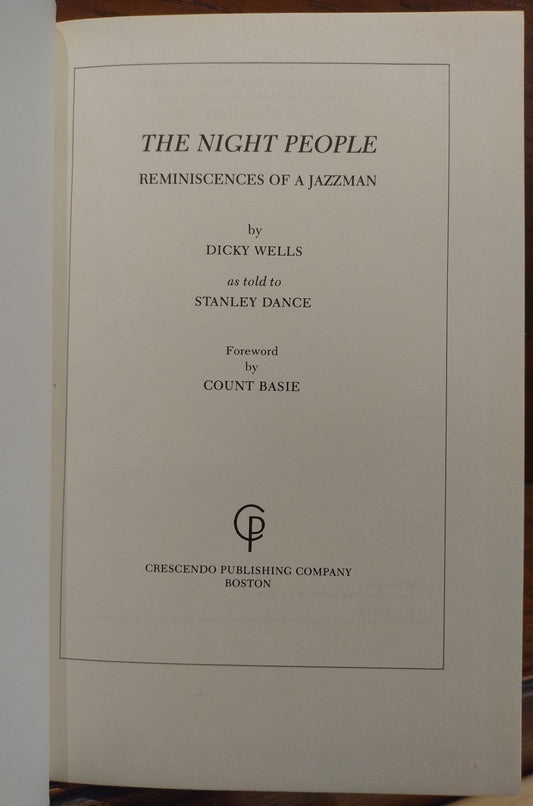 THE NIGHT PEOPLE
REMINISCENCES OF A JAZZMAN
by
DICKY WELLS
as told to
STANLEY DANCE
Foreword
by
COUNT BASIE
CP
CRESCENDO PUBLISHING COMPANY
BOSTON